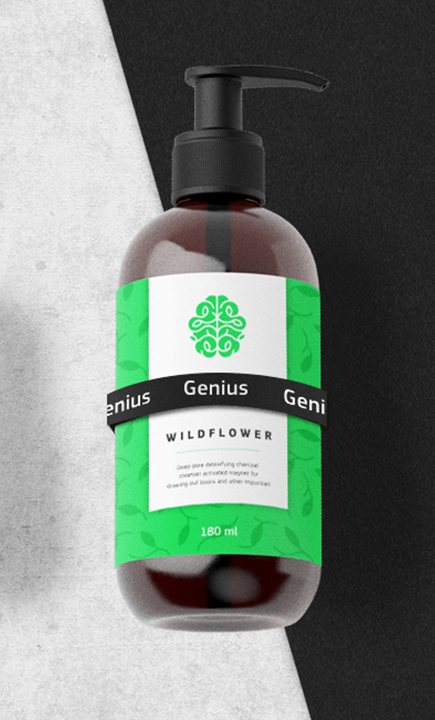 enius Genius Geni
WILDFLOWER
Deep pore detoxifying charcoal
cleanser activated magnet for
drawing out toxins and other impurities
180 ml